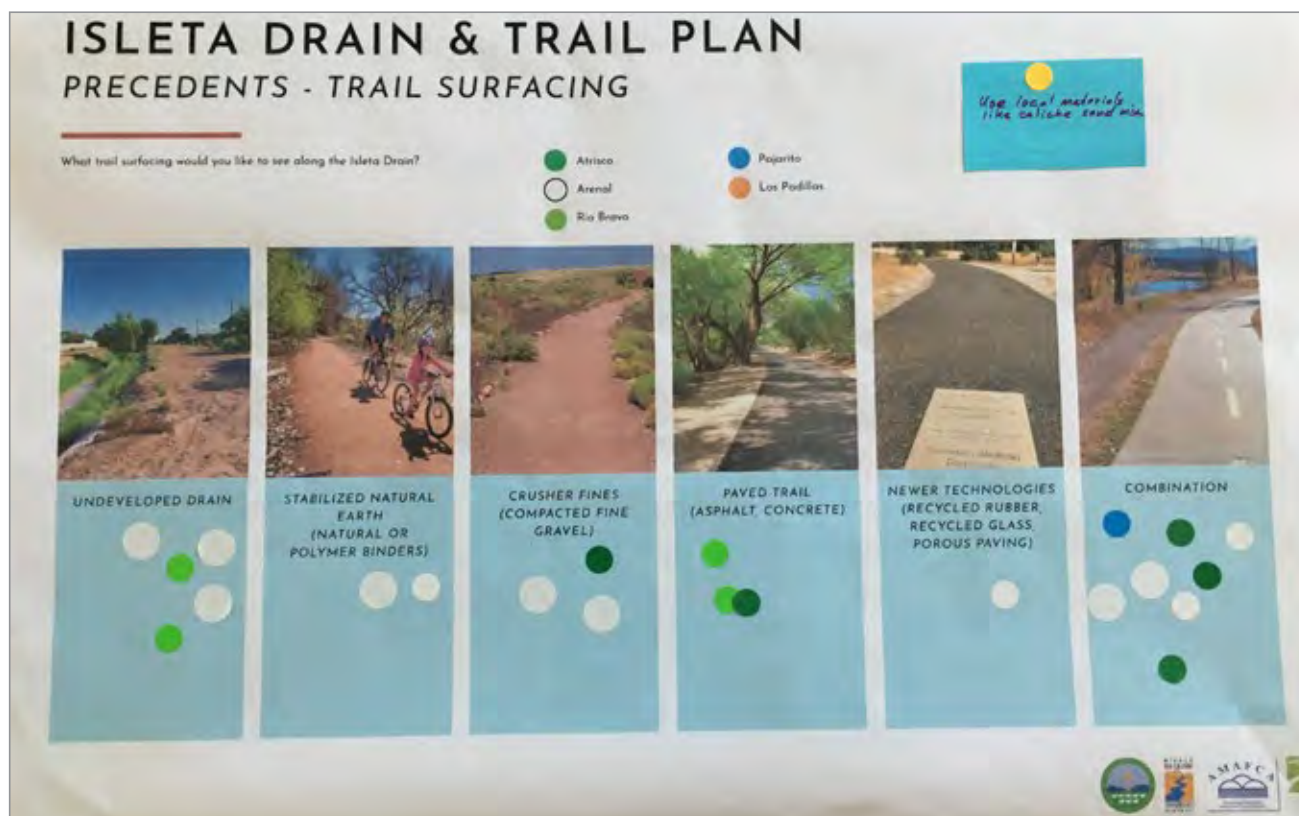 ISLETA DRAIN & TRAIL PLAN
PRECEDENTS - TRAIL SURFACING
Use local materials
like caliche sand mix
What trail surfacing would you like to see along the Isleta Drain?
Atrisco
Pajarito
Arenal
Los Padillas
Rio Bravo
UNDEVELOPED DRAIN
STABILIZED NATURAL
EARTH
(NATURAL OR
POLYMER BINDERS)
CRUSHER FINES
(COMPACTED FINE
GRAVEL)
PAVED TRAIL
(ASPHALT, CONCRETE)
NEWER TECHNOLOGIES
(RECYCLED RUBBER,
RECYCLED GLASS,
POROUS PAVING)
COMBINATION
AMAFCA